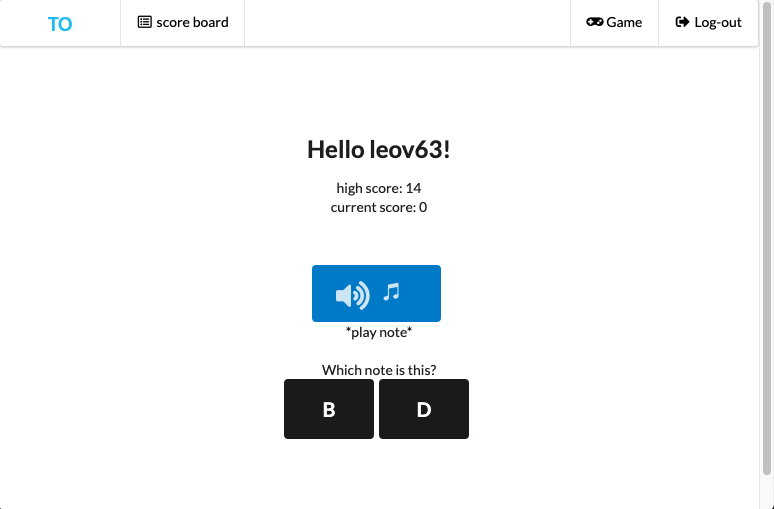 TO
score board
Game
Log-out
Hello leov63!
high score: 14
current score: 0
*play note*
Which note is this?
B
D